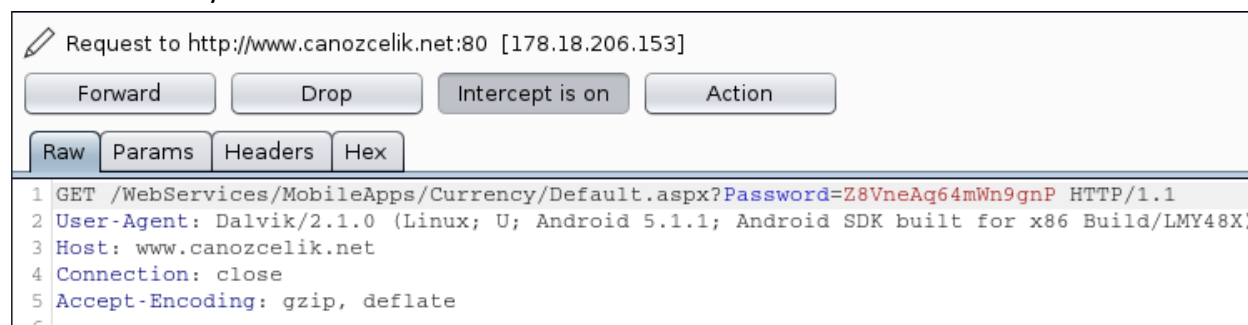 Request to http://www.canozcelik.net:80 [178.18.206.153]
Forward Drop Intercept is on Action
Raw Params Headers Hex
1 GET /WebServices/MobileApps/Currency/Default.aspx?Password=Z8VneAq64mWn9gnP HTTP/1.1
2 User-Agent: Dalvik/2.1.0 (Linux; U; Android 5.1.1; Android SDK built for x86 Build/LMY48X)
3 Host: www.canozcelik.net
4 Connection: close
5 Accept-Encoding: gzip, deflate